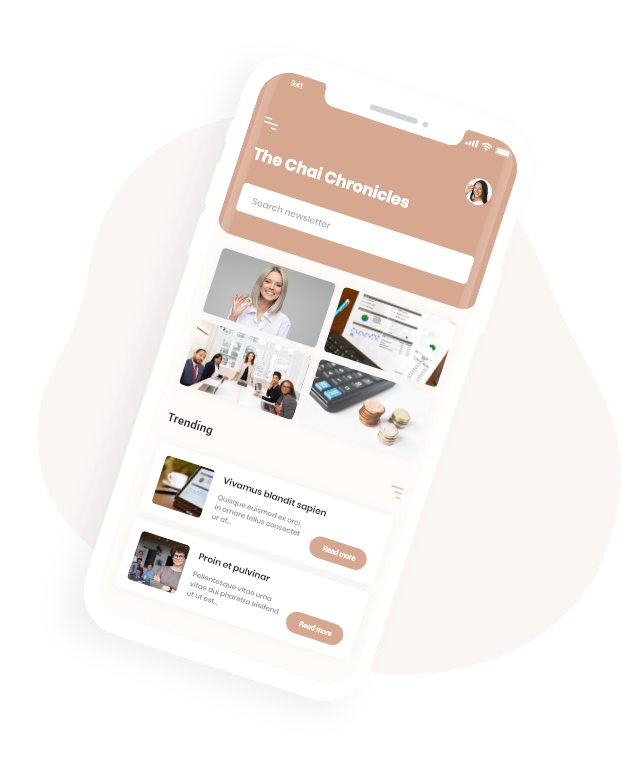 9:41
The Chai Chronicles
Search newsletter
Trending
Vivamus blandit sapien
Quisque euismod ex orci,
in ornare tellus consectet
ur at...
Read more
Proin et pulvinar
Pellentesque vitae urna
vitae dui pharetra eleifend
ut ut est...
Read more